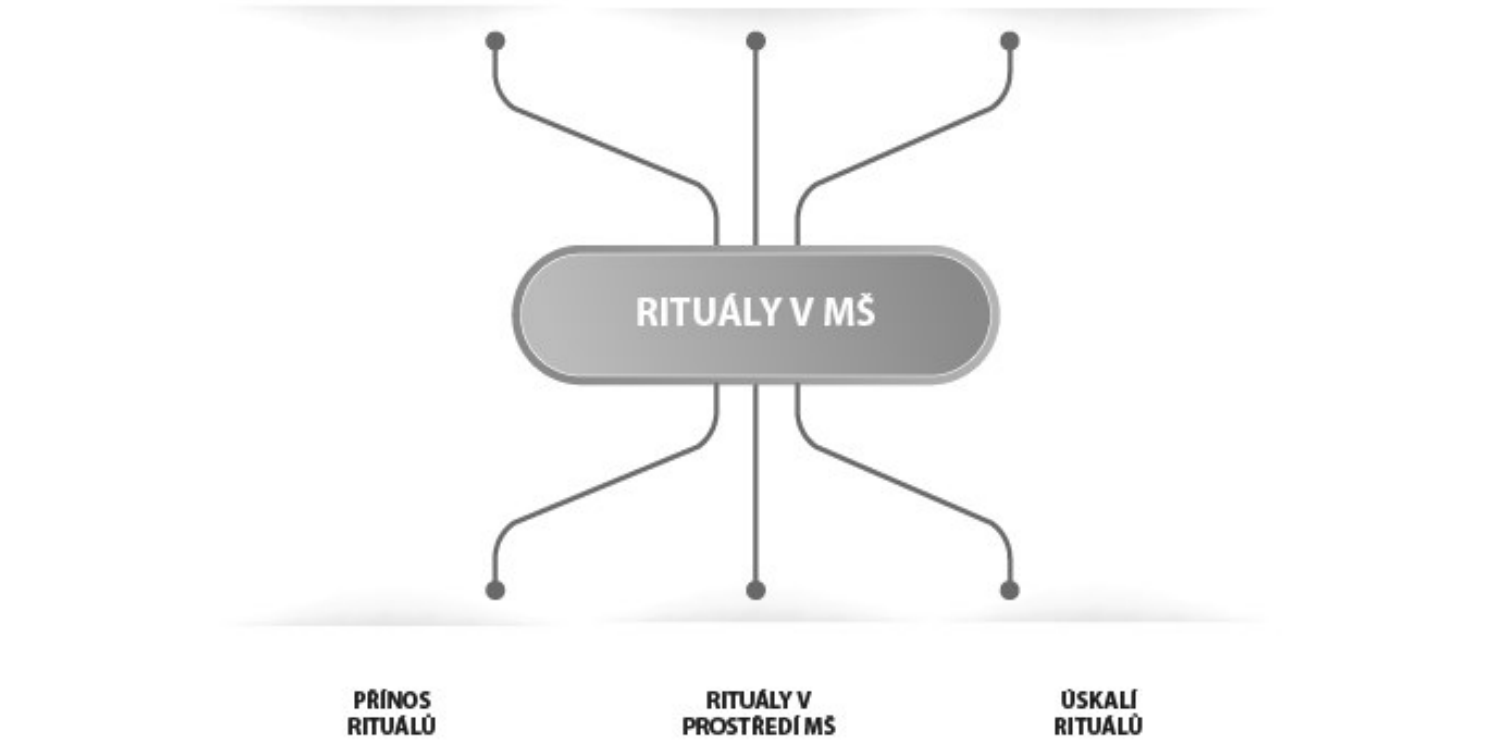 RITUÁLY V MŠ
PŘÍNOS
RITUÁLŮ
RITUÁLY V
PROSTŘEDÍ MŠ
ÚSKALÍ
RITUÁLŮ